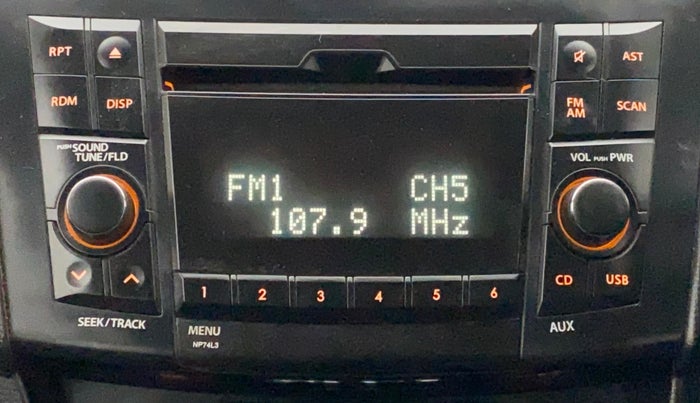 RPT
RDM
DISP
AST
FM
AM
SCAN
PUSH SOUND
TUNE/FLD
VOL PUSH PWR
FM1 CH5
107.9 MHz
1 2 3 4 5 6
CD
USB
SEEK/TRACK
MENU
NP74L3
AUX